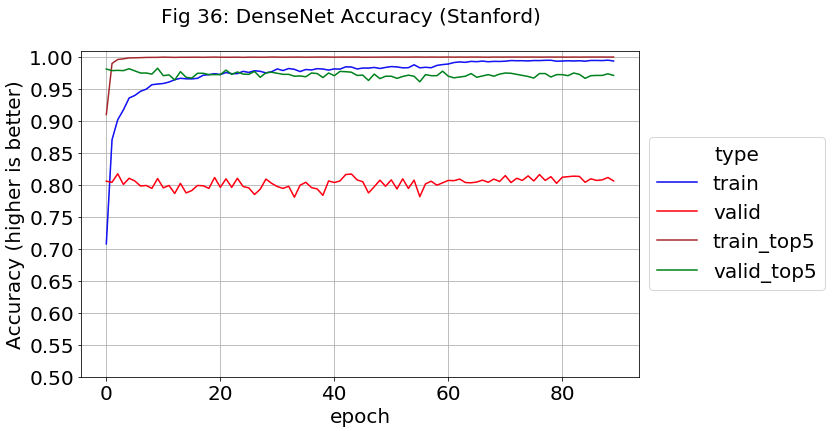 Fig 36: DenseNet Accuracy (Stanford)
Accuracy (higher is better)
1.00
0.95
0.90
0.85
0.80
0.75
0.70
0.65
0.60
0.55
0.50
0
20
40
60
80
epoch
type
train
valid
train_top5
valid_top5